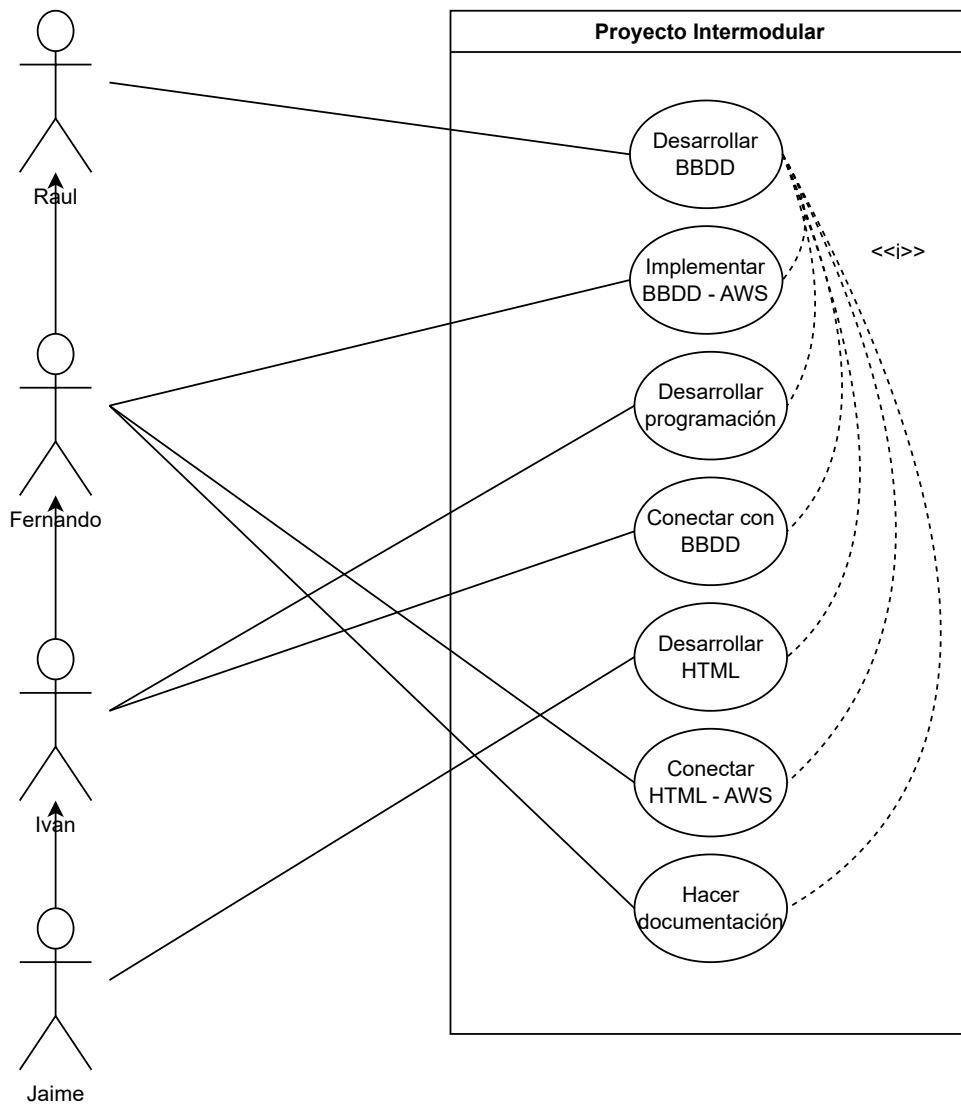 Proyecto Intermodular
Raul
Desarrollar
BBDD
<<i>>
Implementar
BBDD - AWS
Fernando
Desarrollar
programación
Conectar con
BBDD
Ivan
Desarrollar
HTML
Conectar
HTML - AWS
Hacer
documentación
Jaime